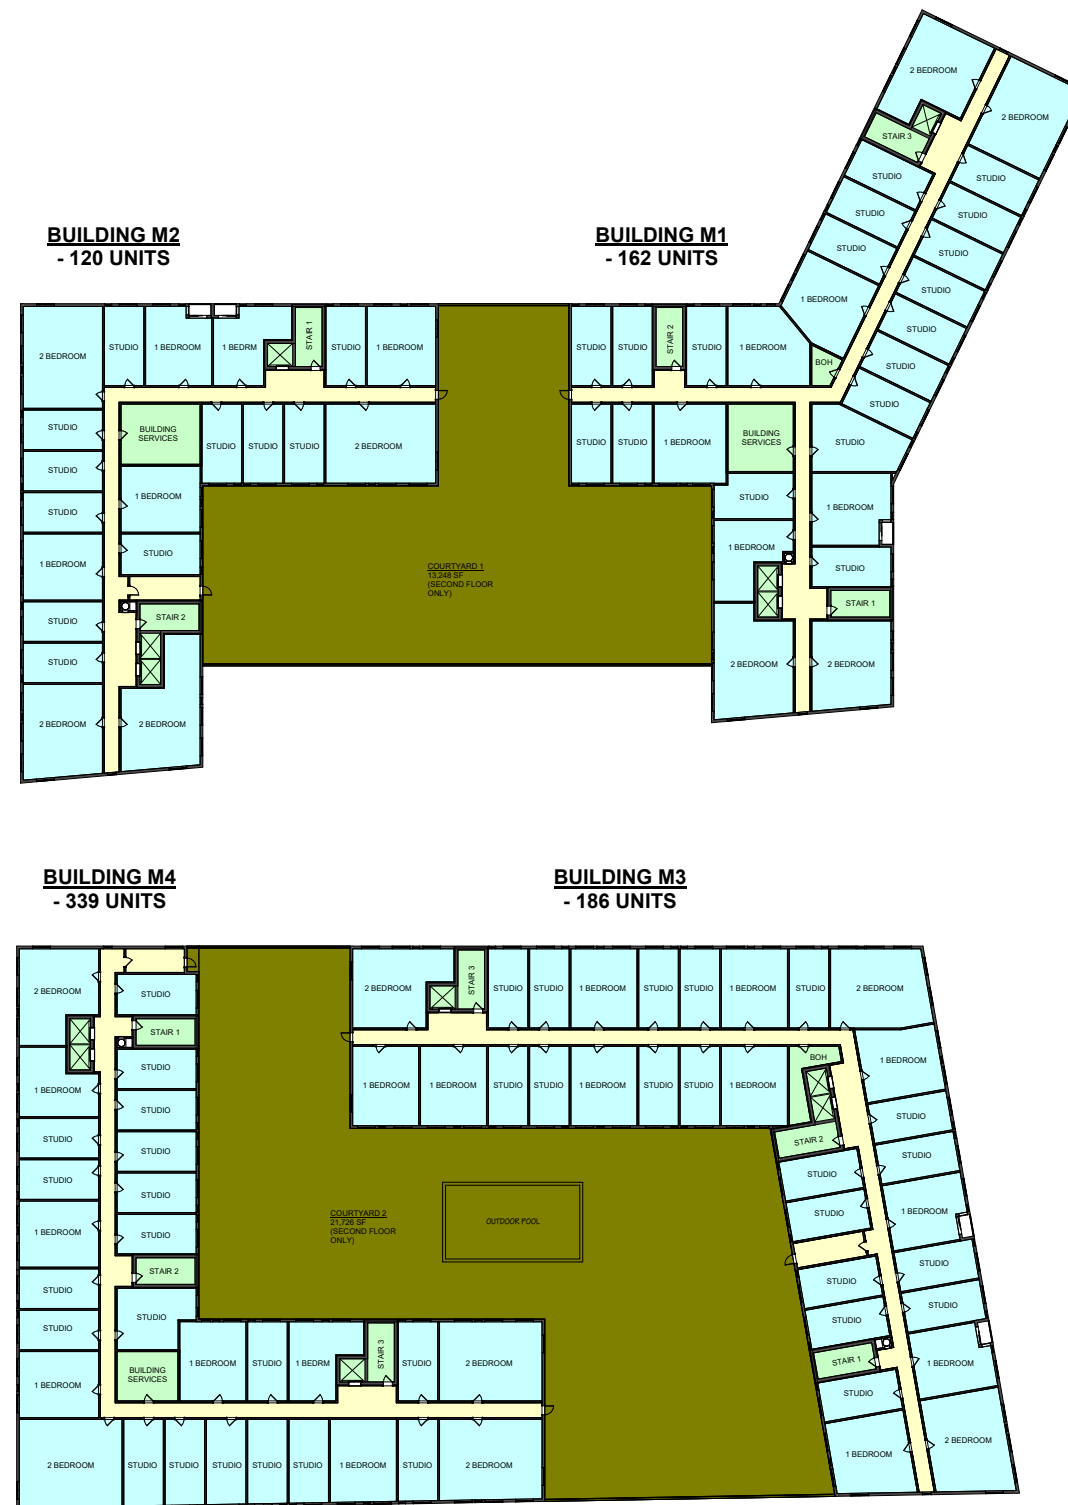 2 BEDROOM
2 BEDROOM
STAIR 3
STUDIO
STUDIO
STUDIO
STUDIO
STUDIO
STUDIO
1 BEDROOM
STUDIO
STUDIO
STUDIO
STUDIO
BOH
STUDIO
BUILDING M2
- 120 UNITS
BUILDING M1
- 162 UNITS
2 BEDROOM
STUDIO
1 BEDROOM
1 BEDRM
STAIR 1
STUDIO
1 BEDROOM
STUDIO
STUDIO
STAIR 2
STUDIO
1 BEDROOM
STUDIO
STUDIO
STUDIO
1 BEDROOM
STUDIO
STUDIO
2 BEDROOM
BUILDING
SERVICES
STUDIO
STUDIO
STUDIO
2 BEDROOM
1 BEDROOM
STUDIO
STAIR 2
2 BEDROOM
STUDIO
STUDIO
1 BEDROOM
BUILDING
SERVICES
STUDIO
1 BEDROOM
1 BEDROOM
STUDIO
STAIR 1
2 BEDROOM
2 BEDROOM
COURTYARD 1
13,248 SF
(SECOND FLOOR
ONLY)
BUILDING M4
- 339 UNITS
BUILDING M3
- 186 UNITS
2 BEDROOM
STUDIO
STAIR 1
1 BEDROOM
STUDIO
STUDIO
STUDIO
STUDIO
STUDIO
1 BEDROOM
STUDIO
STUDIO
STAIR 2
STUDIO
STUDIO
STUDIO
1 BEDROOM
BUILDING
SERVICES
1 BEDROOM
STUDIO
1 BEDRM
STAIR 3
STUDIO
2 BEDROOM
2 BEDROOM
STUDIO
STUDIO
STUDIO
STUDIO
STUDIO
1 BEDROOM
STUDIO
2 BEDROOM
COURTYARD 2
21,726 SF
(SECOND FLOOR
ONLY)
OUTDOOR POOL
2 BEDROOM
STAIR 3
STUDIO
STUDIO
1 BEDROOM
STUDIO
STUDIO
1 BEDROOM
STUDIO
2 BEDROOM
1 BEDROOM
1 BEDROOM
STUDIO
STUDIO
1 BEDROOM
STUDIO
STUDIO
1 BEDROOM
BOH
1 BEDROOM
STUDIO
STAIR 2
STUDIO
STUDIO
1 BEDROOM
STUDIO
STUDIO
STUDIO
STUDIO
STUDIO
STAIR 1
1 BEDROOM
STUDIO
1 BEDROOM
2 BEDROOM